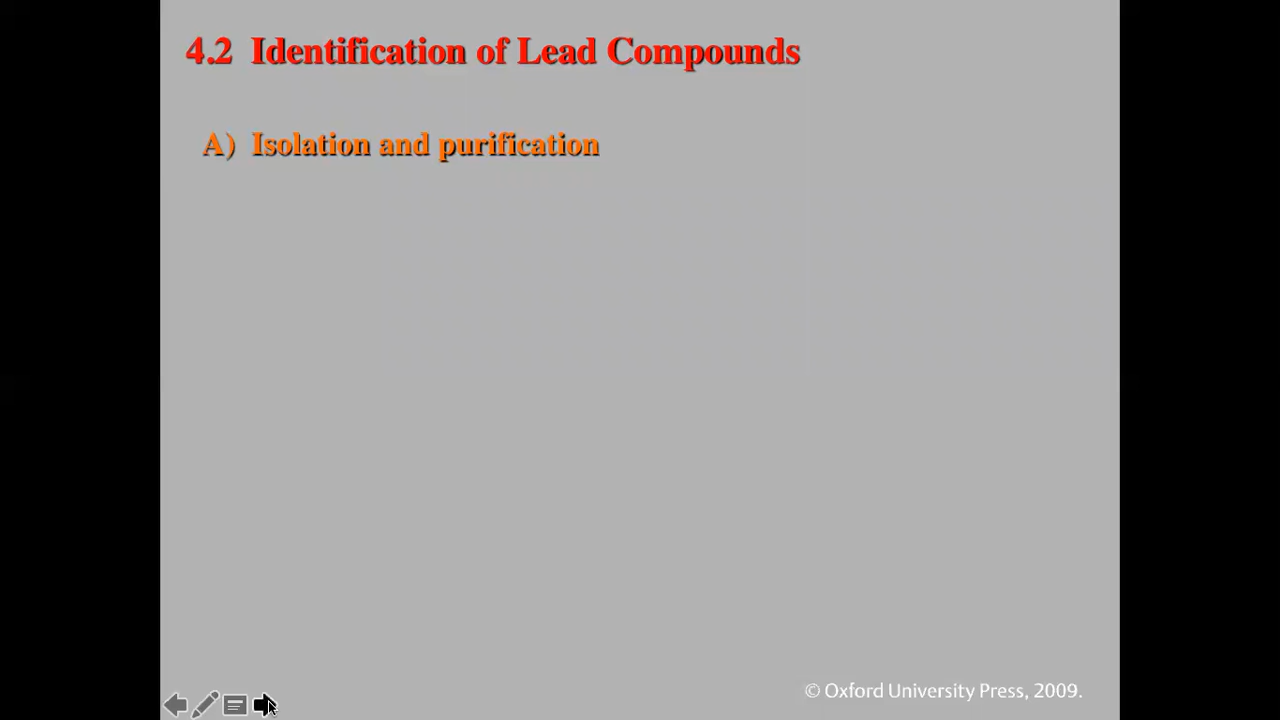 4.2 Identification of Lead Compounds
A) Isolation and purification
© Oxford University Press, 2009.